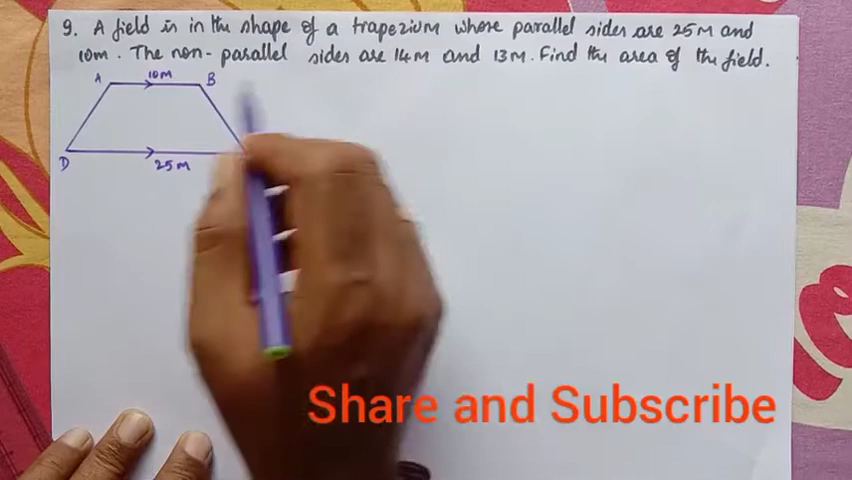 9. A field is in the shape of a trapezium whose parallel sides are 25m and
10m. The non-parallel sides are 14m and 13m. Find the area of the field.
A 10m B
D 25m
Share and Subscribe